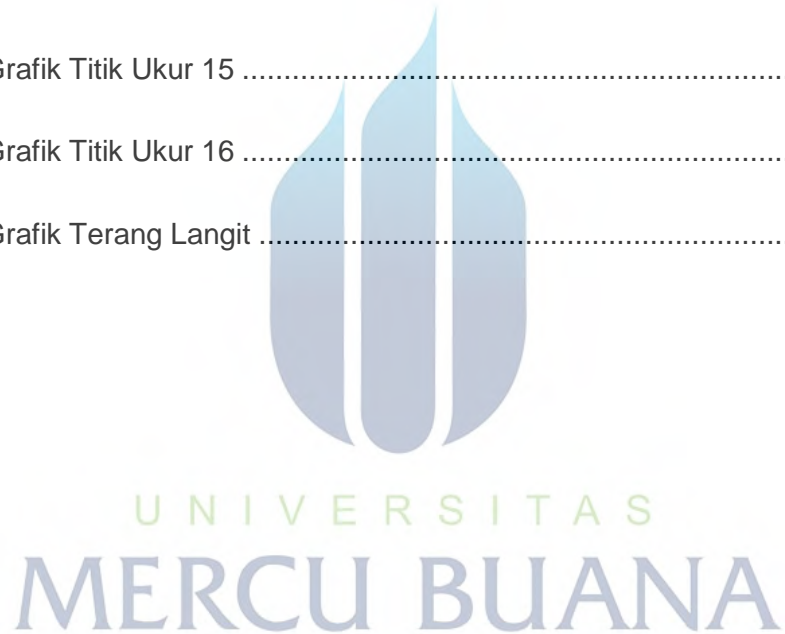 Grafik Titik Ukur 15 ..................................................................
Grafik Titik Ukur 16 ..................................................................
Grafik Terang Langit ................................................................
UNIVERSITAS
MERCU BUANA